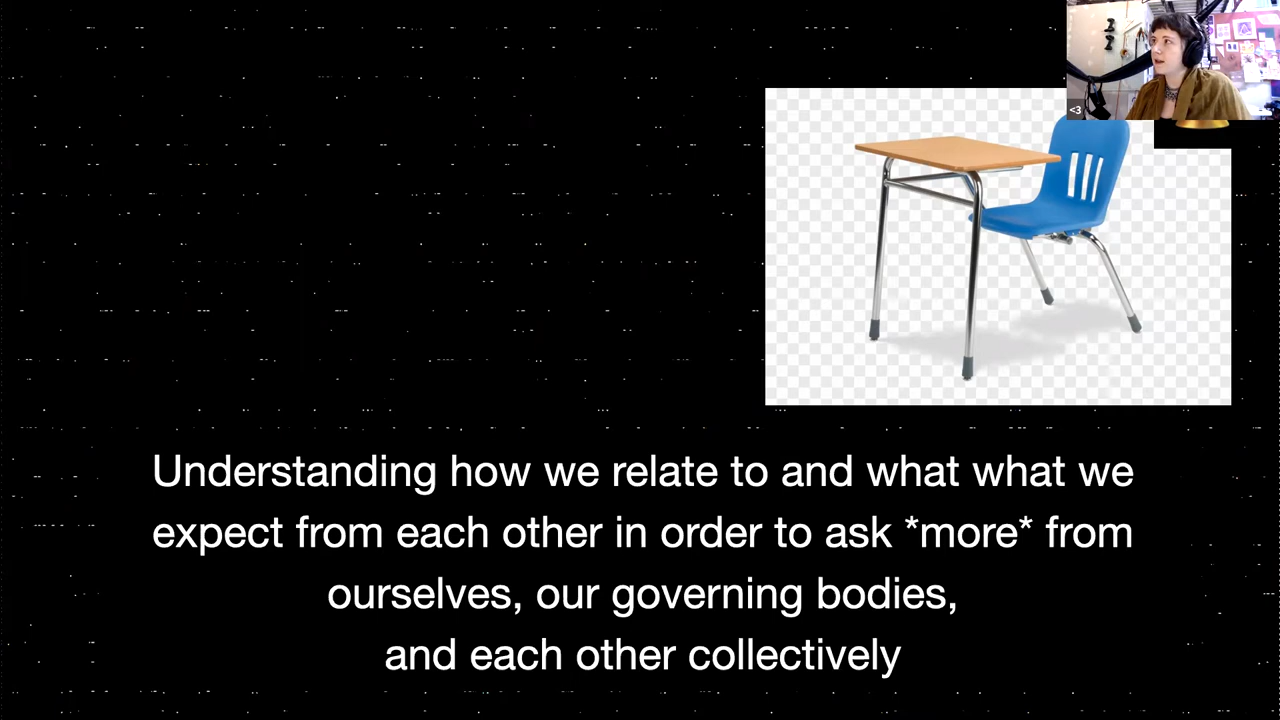 <3
Understanding how we relate to and what what we
expect from each other in order to ask *more* from
ourselves, our governing bodies,
and each other collectively